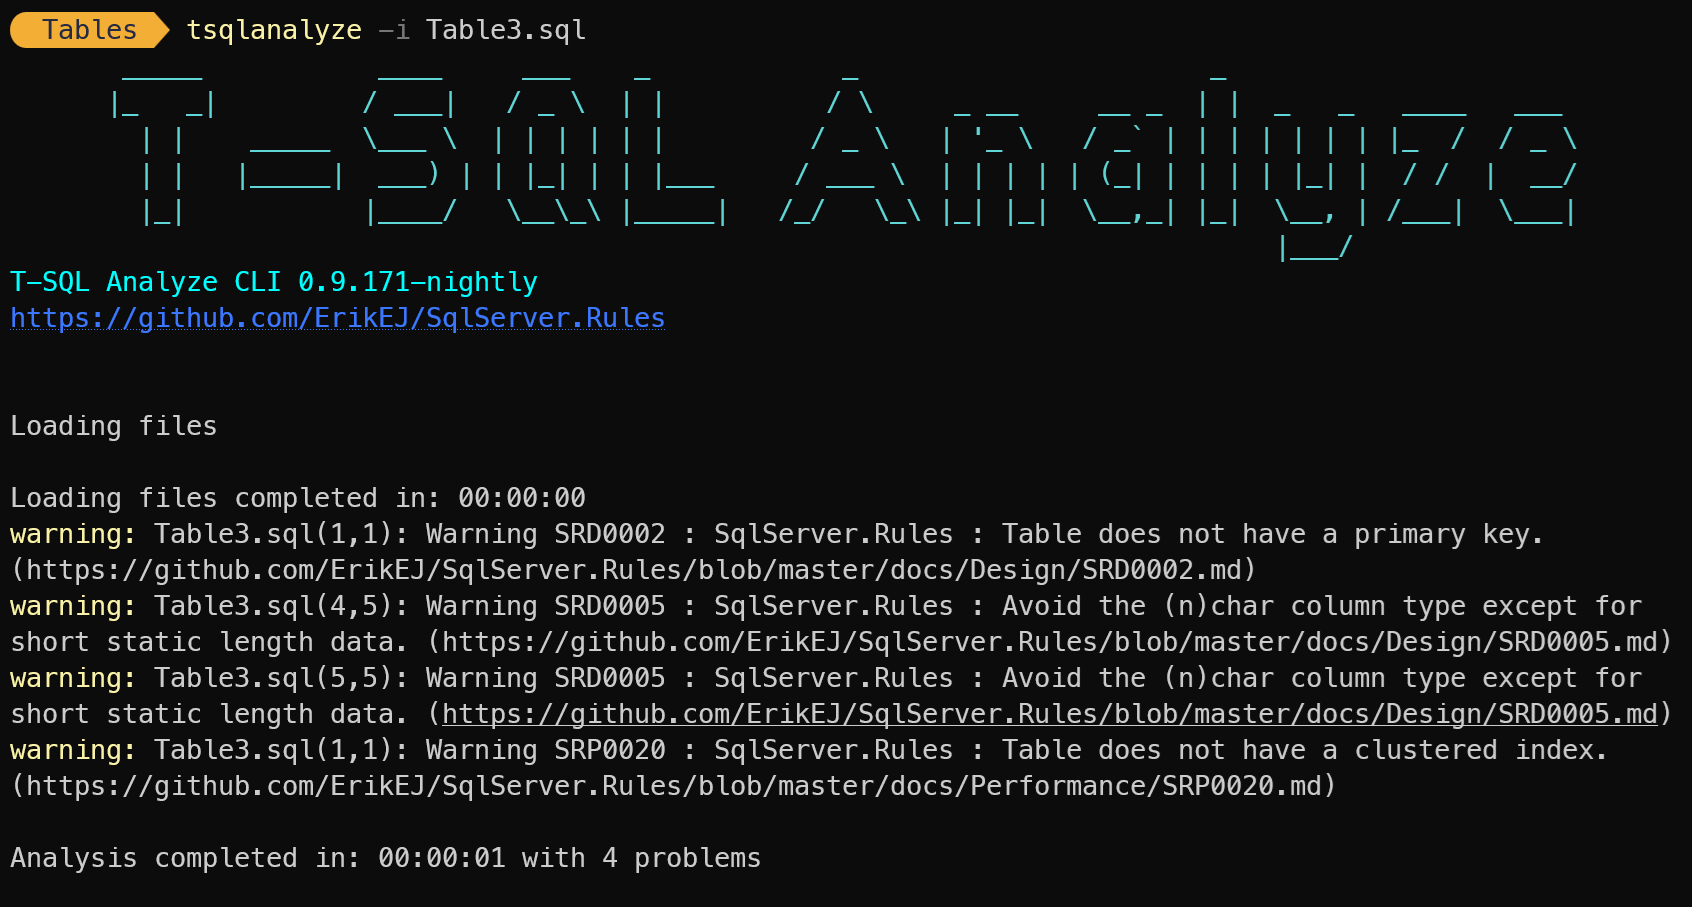 Tables tsqlanalyze -i Table3.sql
T-SQL Analyze
T-SQL Analyze CLI 0.9.171-nightly
https://github.com/ErikEJ/SqlServer.Rules
Loading files
Loading files completed in: 00:00:00
warning: Table3.sql(1,1): Warning SRD0002 : SqlServer.Rules : Table does not have a primary key.
(https://github.com/ErikEJ/SqlServer.Rules/blob/master/docs/Design/SRD0002.md)
warning: Table3.sql(4,5): Warning SRD0005 : SqlServer.Rules : Avoid the (n)char column type except for
short static length data. (https://github.com/ErikEJ/SqlServer.Rules/blob/master/docs/Design/SRD0005.md)
warning: Table3.sql(5,5): Warning SRD0005 : SqlServer.Rules : Avoid the (n)char column type except for
short static length data. (https://github.com/ErikEJ/SqlServer.Rules/blob/master/docs/Design/SRD0005.md)
warning: Table3.sql(1,1): Warning SRP0020 : SqlServer.Rules : Table does not have a clustered index.
(https://github.com/ErikEJ/SqlServer.Rules/blob/master/docs/Performance/SRP0020.md)
Analysis completed in: 00:00:01 with 4 problems